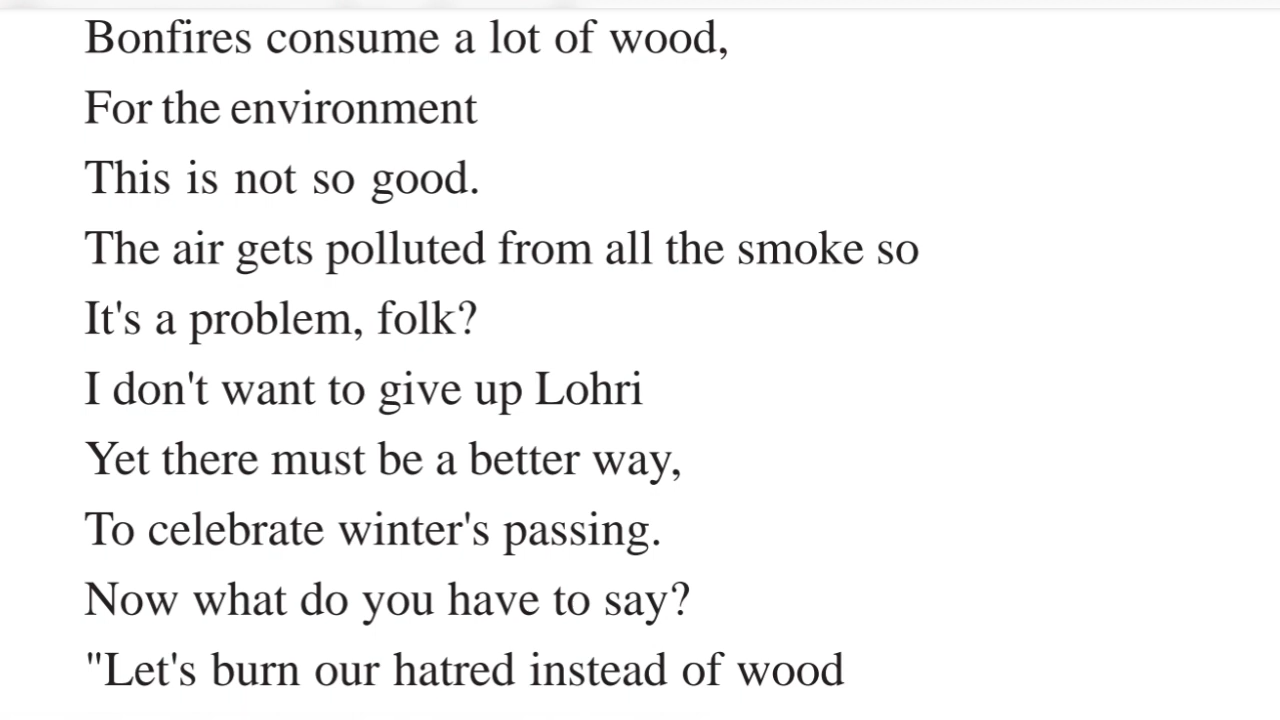 Bonfires consume a lot of wood,
For the environment
This is not so good.
The air gets polluted from all the smoke so
It's a problem, folk?
I don't want to give up Lohri
Yet there must be a better way,
To celebrate winter's passing.
Now what do you have to say?
"Let's burn our hatred instead of wood